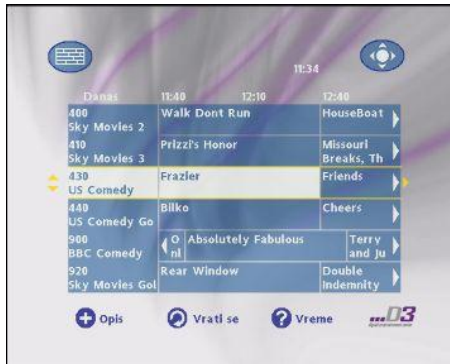 11:34
Danas 11:40 12:10 12:40
400 Walk Dont Run HouseBoat
Sky Movies 2
410 Prizzi's Honor Missouri
Sky Movies 3 Breaks, Th
430 Frazier Friends
US Comedy
440 Bilko Cheers
US Comedy Go
900 O Absolutely Fabulous Terry
BBC Comedy nl and Ju
920 Rear Window Double
Sky Movies Gol Indemnity
Opis Vrati se Vreme ...D3